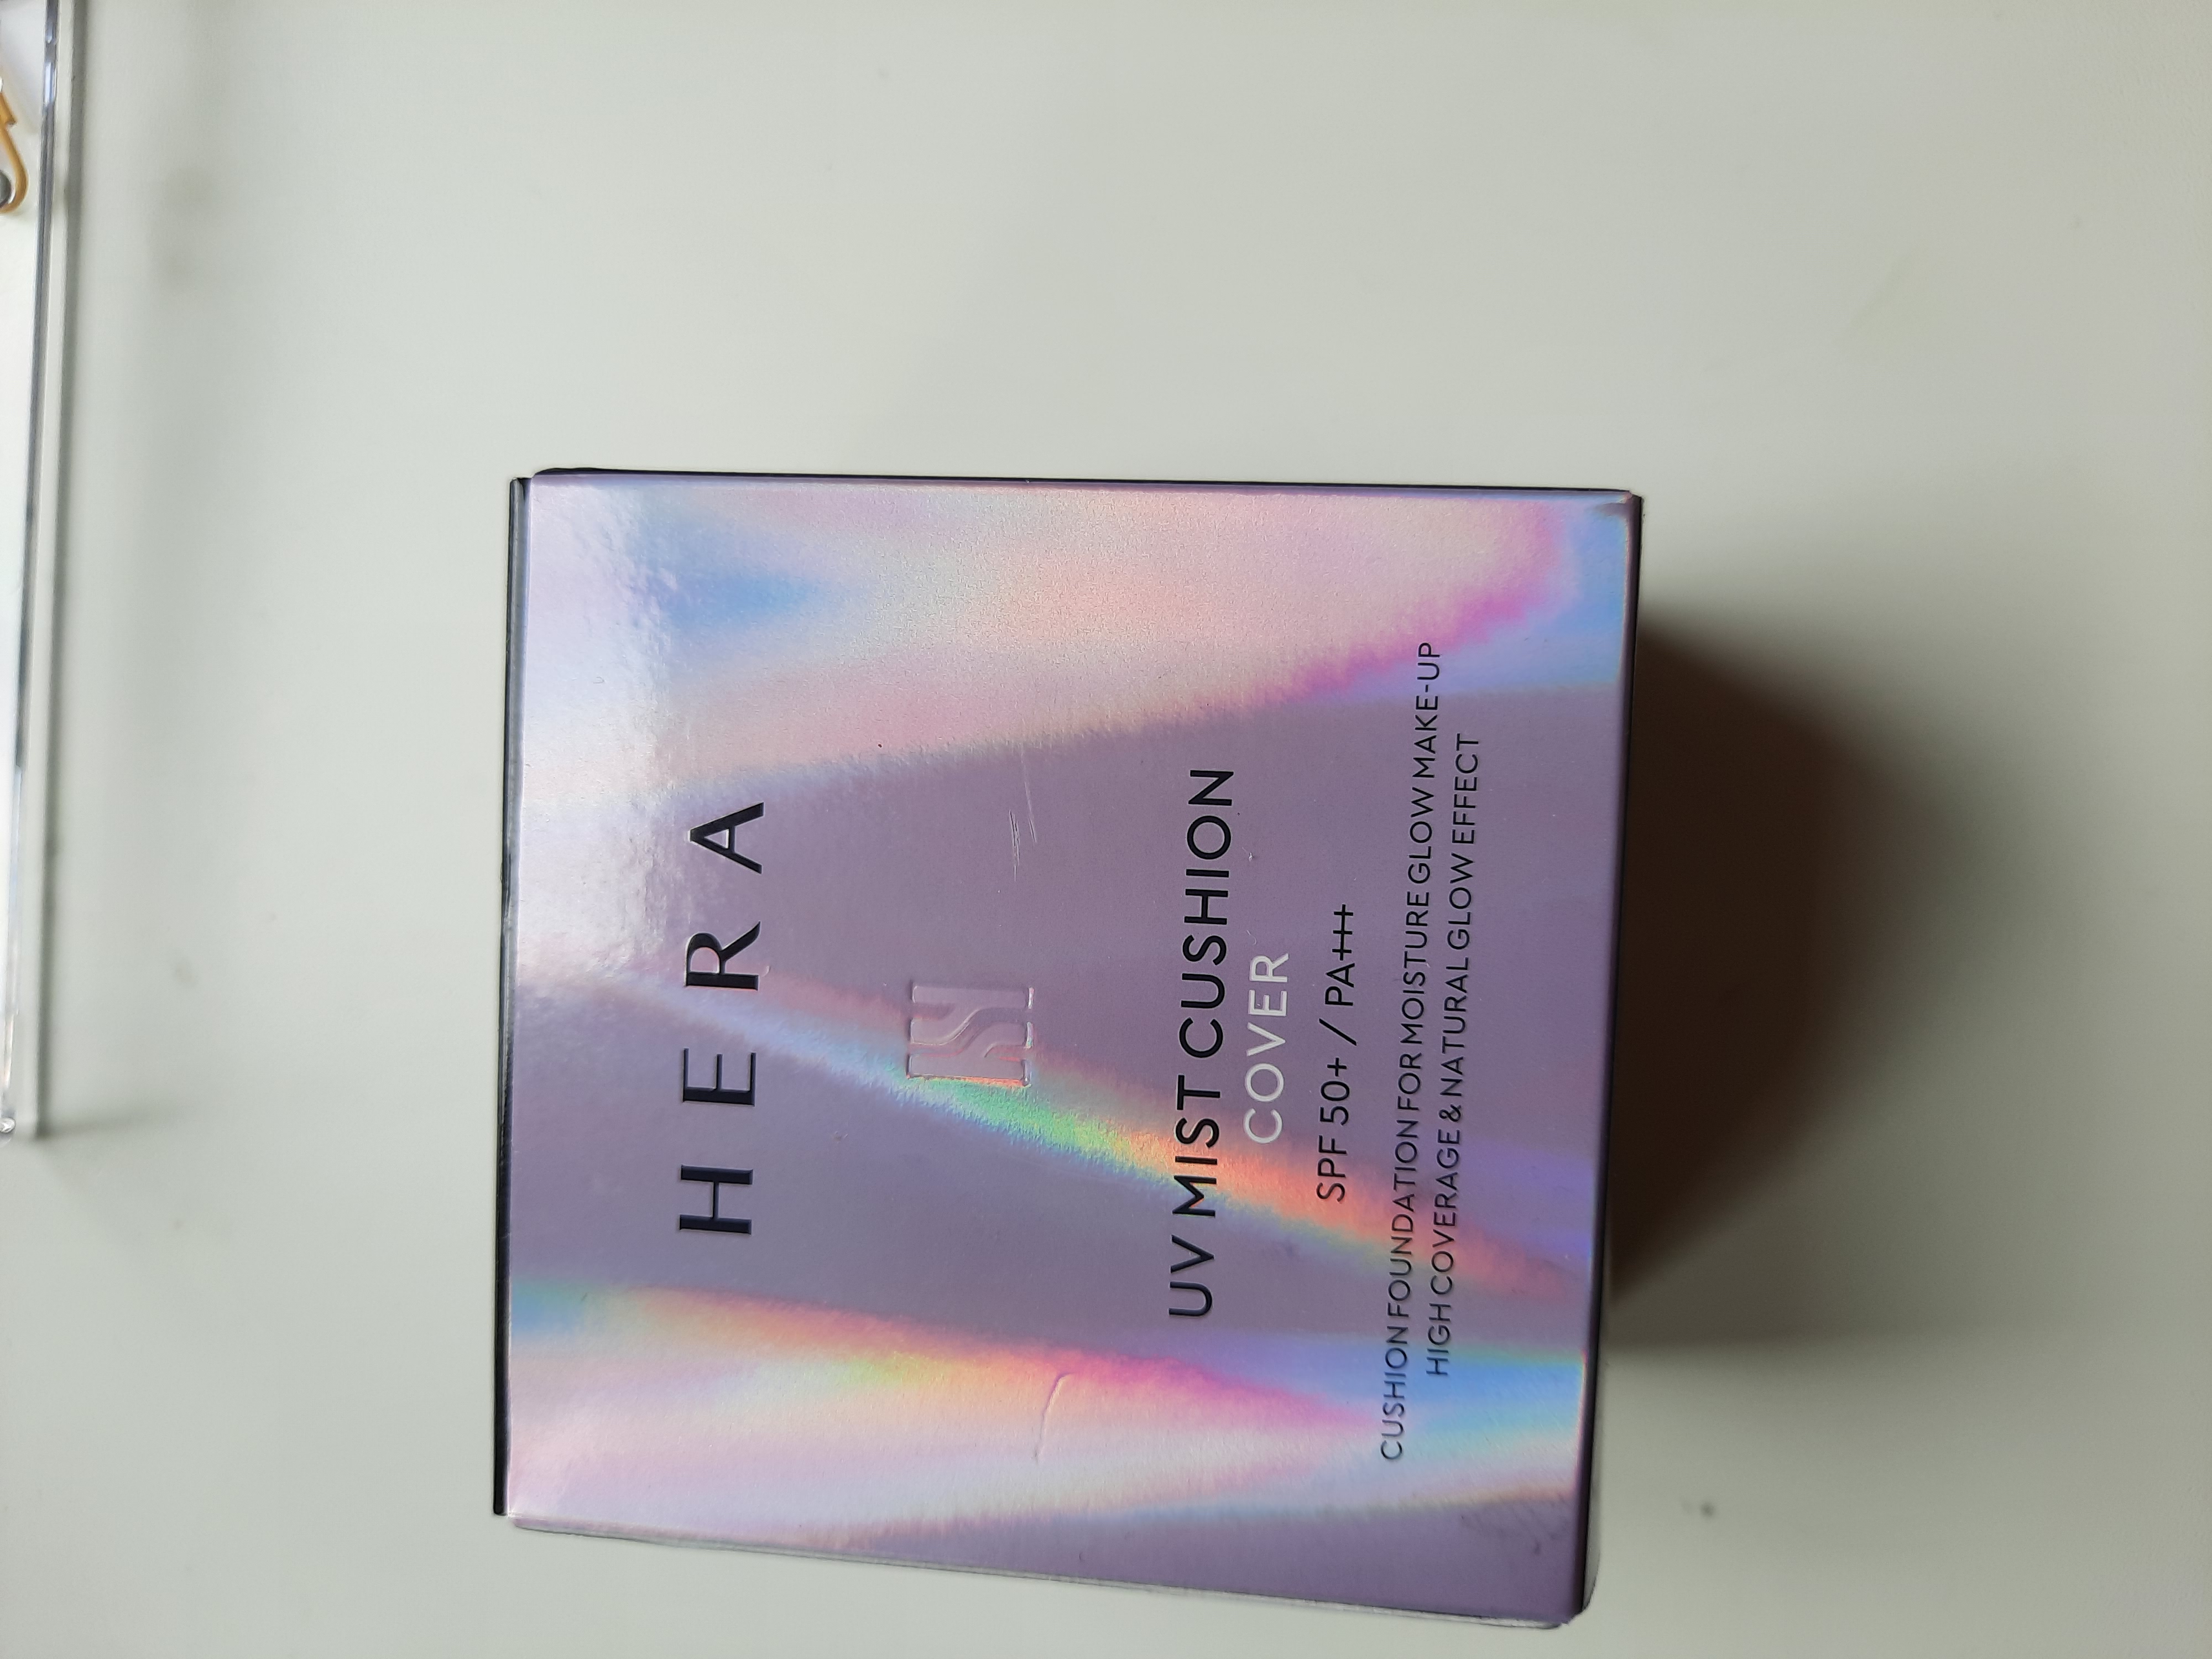 HERA
UV MIST CUSHION
COVER
SPF 50+ / PA+++
CUSHION FOUNDATION FOR MOISTURE GLOW MAKE-UP
HIGH COVERAGE & NATURAL GLOW EFFECT